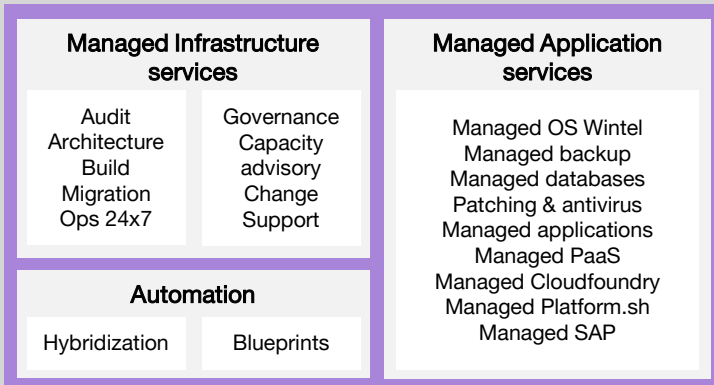 Managed Infrastructure
services
Audit
Architecture
Build
Migration
Ops 24x7
Governance
Capacity
advisory
Change
Support
Automation
Hybridization
Blueprints
Managed Application
services
Managed OS Wintel
Managed backup
Managed databases
Patching & antivirus
Managed applications
Managed PaaS
Managed Cloudfoundry
Managed Platform.sh
Managed SAP